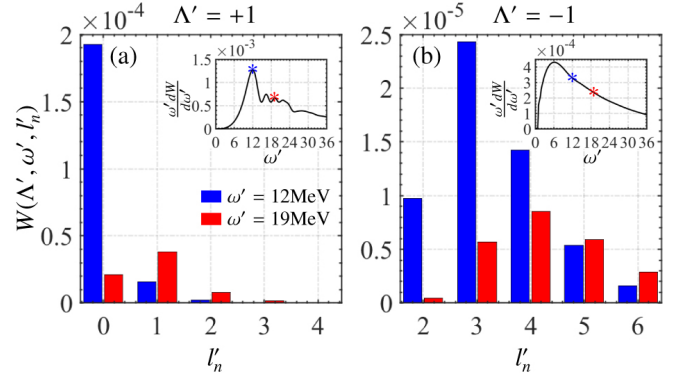 Λ′ = +1
Λ′ = −1
×10⁻⁴
(a)
W(Λ′, ω′, l′ₙ)
2
1.5
1
0.5
0
0 1 2 3 4
l′ₙ
ω′ = 12MeV
ω′ = 19MeV
×10⁻³
ω′dW/dω′
1.5
1
0.5
0
0 6 12 18 24 30 36
ω′
×10⁻⁵
(b)
2.5
2
1.5
1
0.5
0
2 3 4 5 6
l′ₙ
×10⁻⁴
ω′dW/dω′
4
3
2
1
0
0 6 12 18 24 30 36
ω′